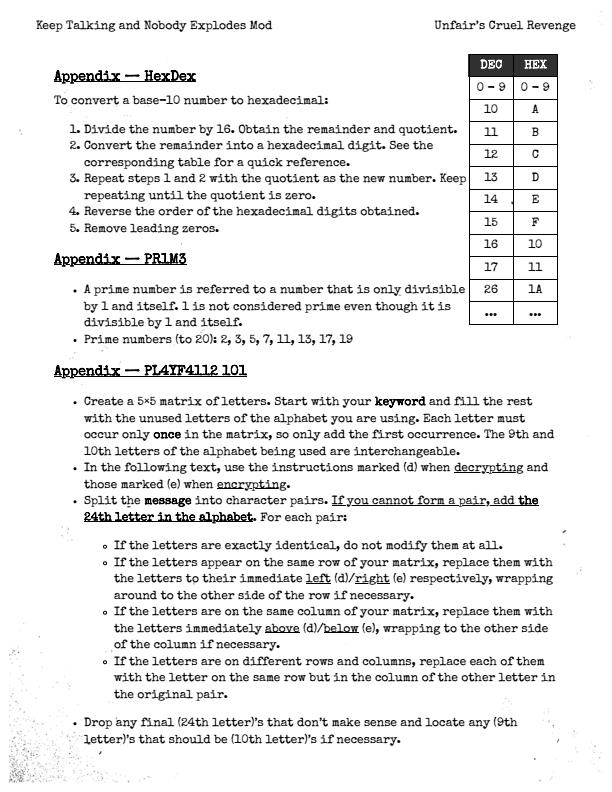 Keep Talking and Nobody Explodes Mod Unfair's Cruel Revenge
Appendix — HexDex
To convert a base-10 number to hexadecimal:
1. Divide the number by 16. Obtain the remainder and quotient.
2. Convert the remainder into a hexadecimal digit. See the
corresponding table for a quick reference.
3. Repeat steps 1 and 2 with the quotient as the new number. Keep
repeating until the quotient is zero.
4. Reverse the order of the hexadecimal digits obtained.
5. Remove leading zeros.
DEC HEX
0 – 9 0 – 9
10 A
11 B
12 C
13 D
14 E
15 F
16 10
17 11
26 1A
... ...
Appendix — PR1M3
• A prime number is referred to a number that is only divisible
by 1 and itself. 1 is not considered prime even though it is
divisible by 1 and itself.
• Prime numbers (to 20): 2, 3, 5, 7, 11, 13, 17, 19
Appendix — PL4YF4112 101
• Create a 5×5 matrix of letters. Start with your keyword and fill the rest
with the unused letters of the alphabet you are using. Each letter must
occur only once in the matrix, so only add the first occurrence. The 9th and
10th letters of the alphabet being used are interchangeable.
• In the following text, use the instructions marked (d) when decrypting and
those marked (e) when encrypting.
• Split the message into character pairs. If you cannot form a pair, add the
24th letter in the alphabet. For each pair:
◦ If the letters are exactly identical, do not modify them at all.
◦ If the letters appear on the same row of your matrix, replace them with
the letters to their immediate left (d)/right (e) respectively, wrapping
around to the other side of the row if necessary.
◦ If the letters are on the same column of your matrix, replace them with
the letters immediately above (d)/below (e), wrapping to the other side
of the column if necessary.
◦ If the letters are on different rows and columns, replace each of them
with the letter on the same row but in the column of the other letter in
the original pair.
• Drop any final (24th letter)'s that don't make sense and locate any (9th
letter)'s that should be (10th letter)'s if necessary.